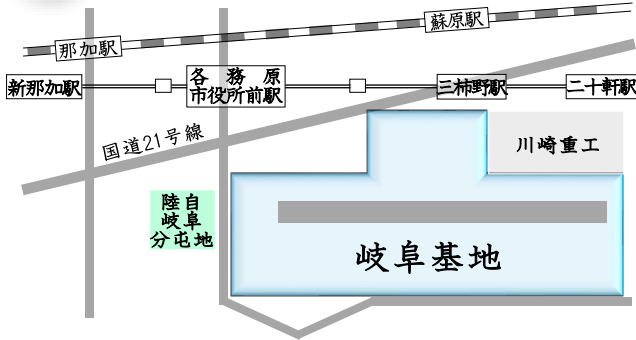 蘇原駅
那加駅
新那加駅
各務原
市役所前駅
三柿野駅
二十軒駅
国道21号線
川崎重工
陸自
岐阜
分屯地
岐阜基地